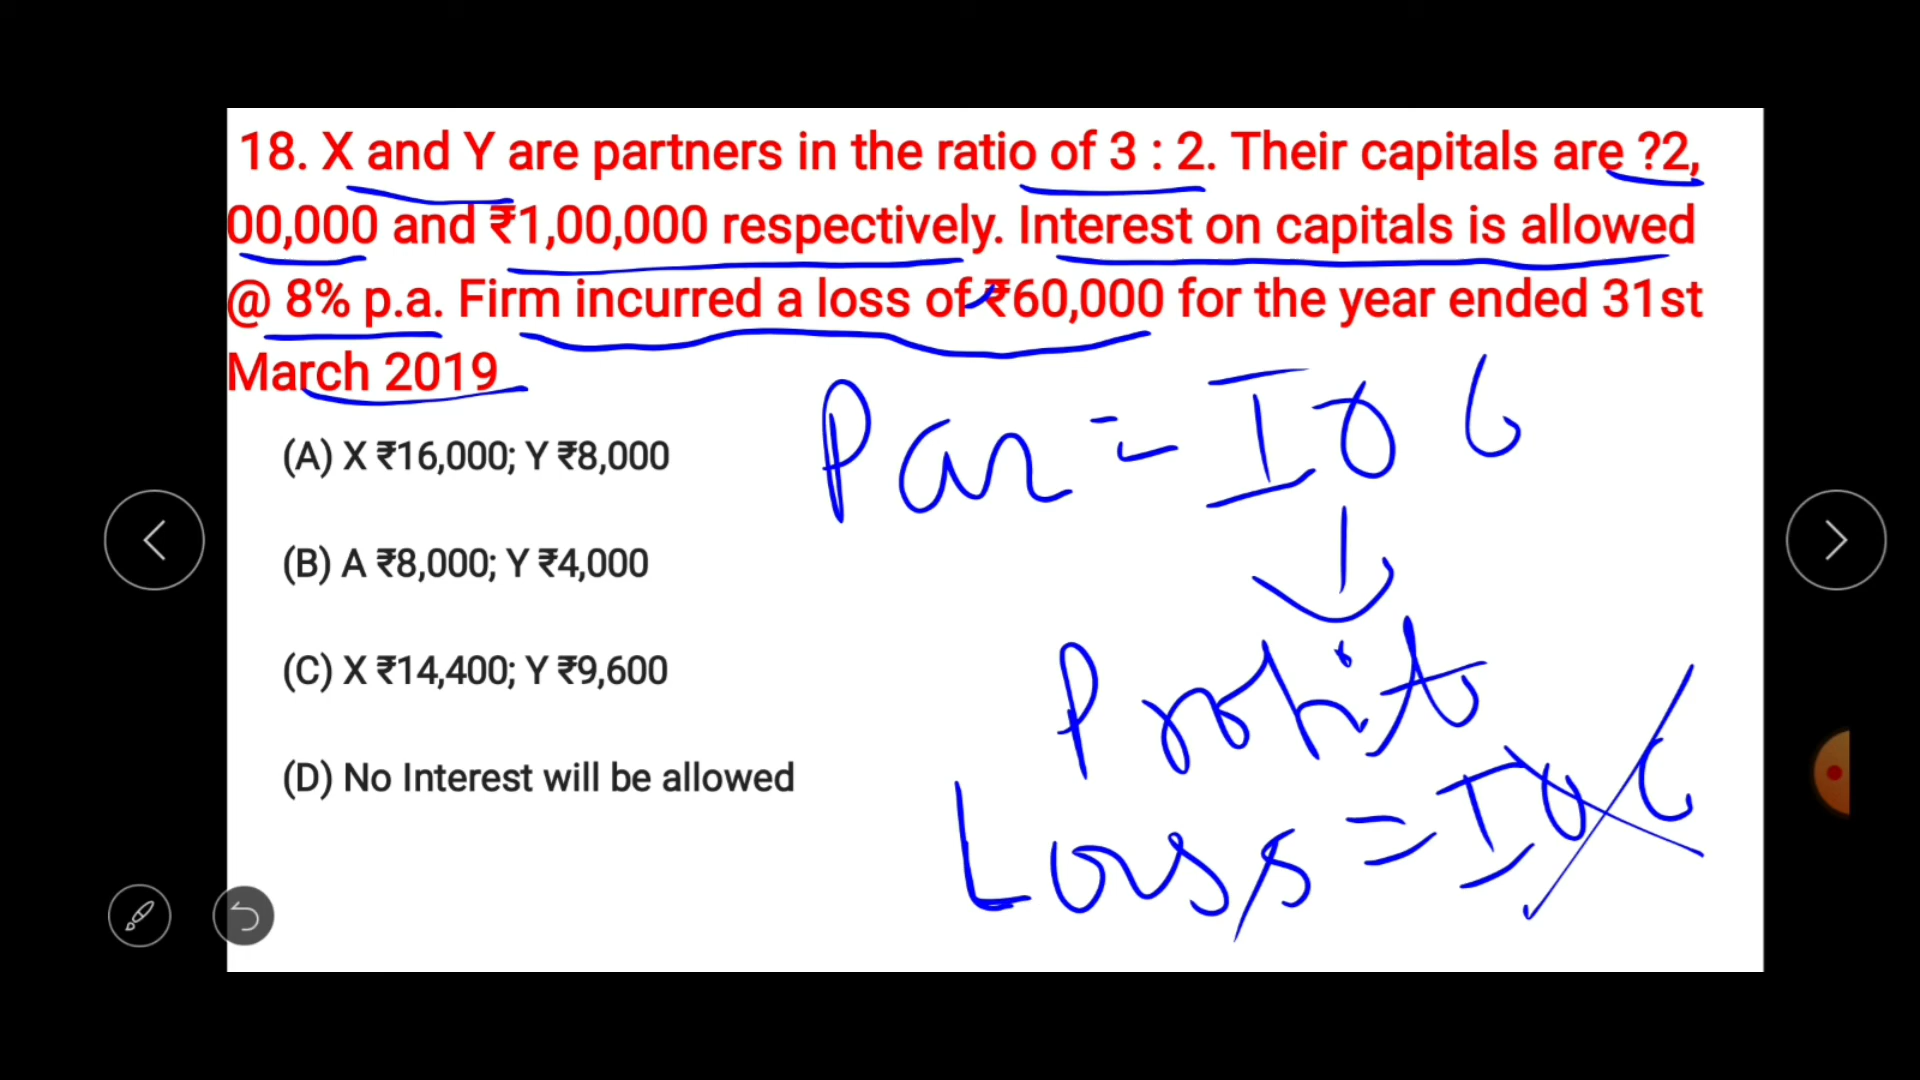 18. X and Y are partners in the ratio of 3 : 2. Their capitals are ?2,
00,000 and ₹1,00,000 respectively. Interest on capitals is allowed
@ 8% p.a. Firm incurred a loss of ₹60,000 for the year ended 31st
March 2019
(A) X ₹16,000; Y ₹8,000
(B) A ₹8,000; Y ₹4,000
(C) X ₹14,400; Y ₹9,600
(D) No Interest will be allowed
Par = IOC
Profit
Loss = IOC